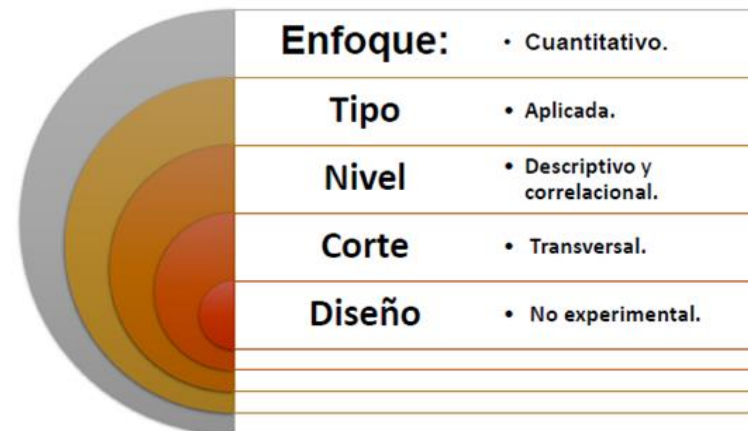 Enfoque: • Cuantitativo.
Tipo • Aplicada.
Nivel • Descriptivo y
correlacional.
Corte • Transversal.
Diseño • No experimental.